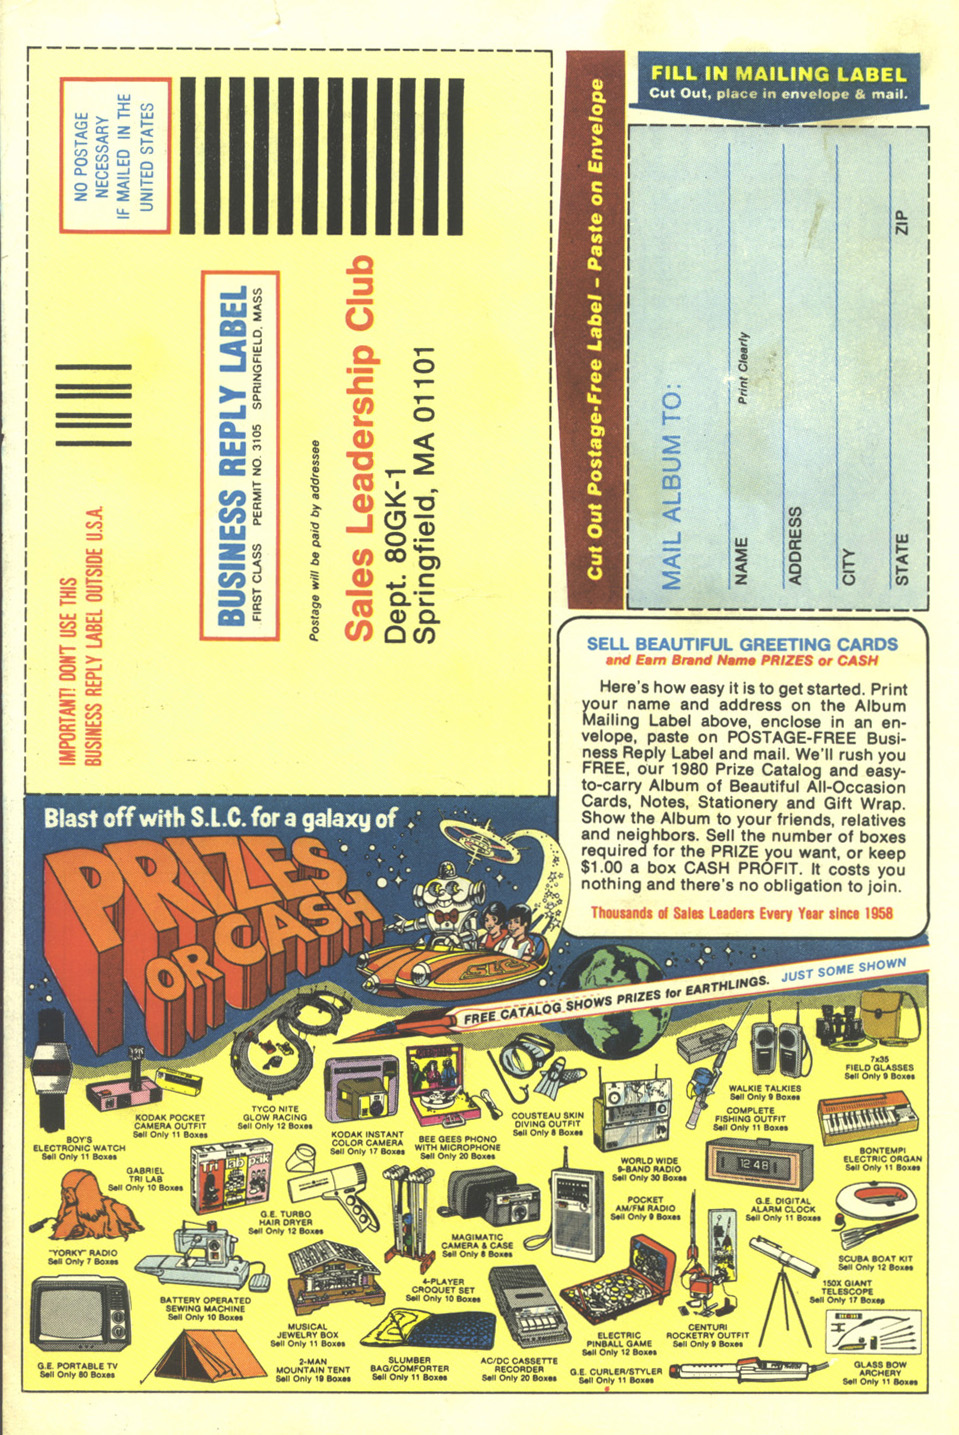 NO POSTAGE
NECESSARY
IF MAILED IN THE
UNITED STATES
IMPORTANT! DON'T USE THIS
BUSINESS REPLY LABEL OUTSIDE U.S.A.
BUSINESS REPLY LABEL
FIRST CLASS PERMIT NO. 3105 SPRINGFIELD, MASS
Postage will be paid by addressee
Sales Leadership Club
Dept. 80GK-1
Springfield, MA 01101
Cut Out Postage-Free Label – Paste on Envelope
FILL IN MAILING LABEL
Cut Out, place in envelope & mail.
MAIL ALBUM TO:
NAME
Print Clearly
ADDRESS
CITY
STATE ZIP
SELL BEAUTIFUL GREETING CARDS
and Earn Brand Name PRIZES or CASH
Here's how easy it is to get started. Print
your name and address on the Album
Mailing Label above, enclose in an en-
velope, paste on POSTAGE-FREE Busi-
ness Reply Label and mail. We'll rush you
FREE, our 1980 Prize Catalog and easy-
to-carry Album of Beautiful All-Occasion
Cards, Notes, Stationery and Gift Wrap.
Show the Album to your friends, relatives
and neighbors. Sell the number of boxes
required for the PRIZE you want, or keep
$1.00 a box CASH PROFIT. It costs you
nothing and there's no obligation to join.
Thousands of Sales Leaders Every Year since 1958
Blast off with S.L.C. for a galaxy of
PRIZES
OR CASH
SLC
FREE CATALOG SHOWS PRIZES for EARTHLINGS. JUST SOME SHOWN
BOY'S
ELECTRONIC WATCH
Sell Only 11 Boxes
KODAK POCKET
CAMERA OUTFIT
Sell Only 11 Boxes
TYCO NITE
GLOW RACING
Sell Only 12 Boxes
KODAK INSTANT
COLOR CAMERA
Sell Only 17 Boxes
BEE GEES PHONO
WITH MICROPHONE
Sell Only 20 Boxes
COUSTEAU SKIN
DIVING OUTFIT
Sell Only 8 Boxes
WORLD WIDE
9-BAND RADIO
Sell Only 30 Boxes
COMPLETE
FISHING OUTFIT
Sell Only 11 Boxes
WALKIE TALKIES
Sell Only 9 Boxes
7x35
FIELD GLASSES
Sell Only 9 Boxes
BONTEMPI
ELECTRIC ORGAN
Sell Only 11 Boxes
GABRIEL
TRI LAB
Sell Only 10 Boxes
Tri lab pak
G.E. TURBO
HAIR DRYER
Sell Only 12 Boxes
MAGIMATIC
CAMERA & CASE
Sell Only 8 Boxes
POCKET
AM/FM RADIO
Sell Only 9 Boxes
12 48
G.E. DIGITAL
ALARM CLOCK
Sell Only 11 Boxes
SCUBA BOAT KIT
Sell Only 12 Boxes
"YORKY" RADIO
Sell Only 7 Boxes
BATTERY OPERATED
SEWING MACHINE
Sell Only 10 Boxes
MUSICAL
JEWELRY BOX
Sell Only 11 Boxes
4-PLAYER
CROQUET SET
Sell Only 10 Boxes
ELECTRIC
PINBALL GAME
Sell Only 12 Boxes
CENTURI
ROCKETRY OUTFIT
Sell Only 9 Boxes
150X GIANT
TELESCOPE
Sell Only 17 Boxes
G.E. PORTABLE TV
Sell Only 80 Boxes
2-MAN
MOUNTAIN TENT
Sell Only 19 Boxes
SLUMBER
BAG/COMFORTER
Sell Only 11 Boxes
AC/DC CASSETTE
RECORDER
Sell Only 20 Boxes
G.E. CURLER/STYLER
Sell Only 11 Boxes
GLASS BOW
ARCHERY
Sell Only 11 Boxes